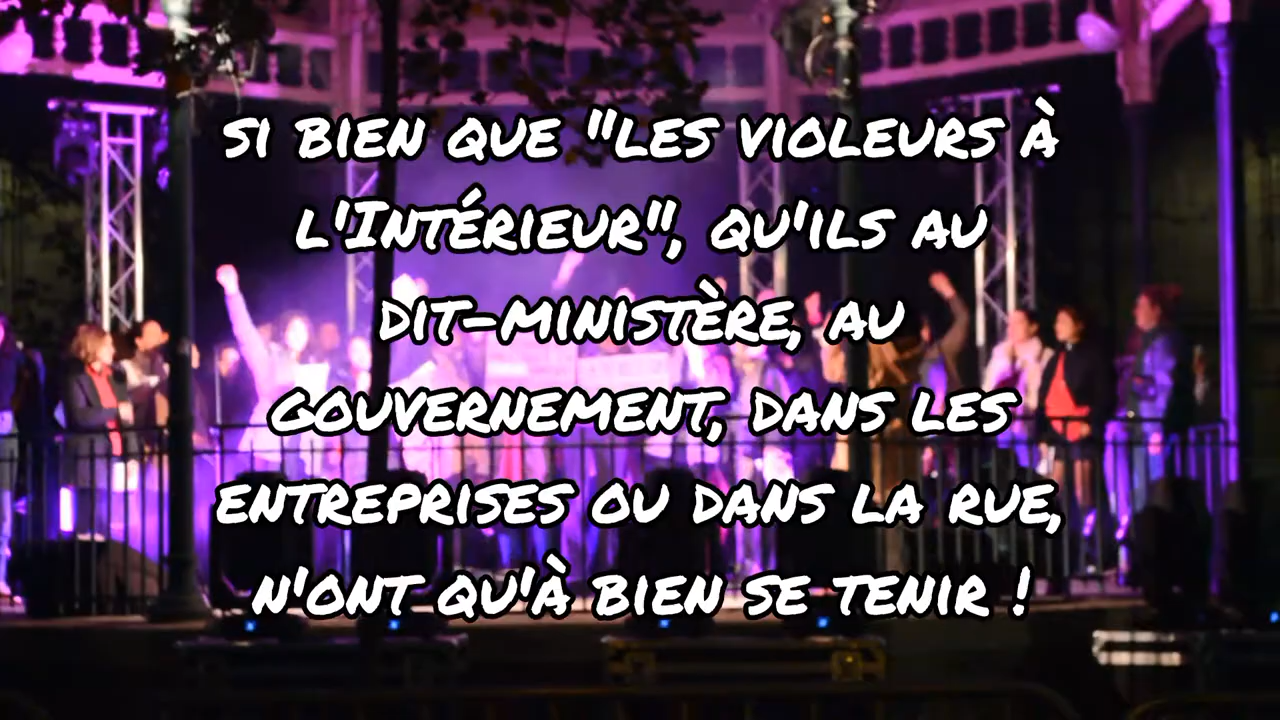 si bien que "les violeurs à
l'Intérieur", qu'ils au
dit-ministère, au
gouvernement, dans les
entreprises ou dans la rue,
n'ont qu'à bien se tenir !